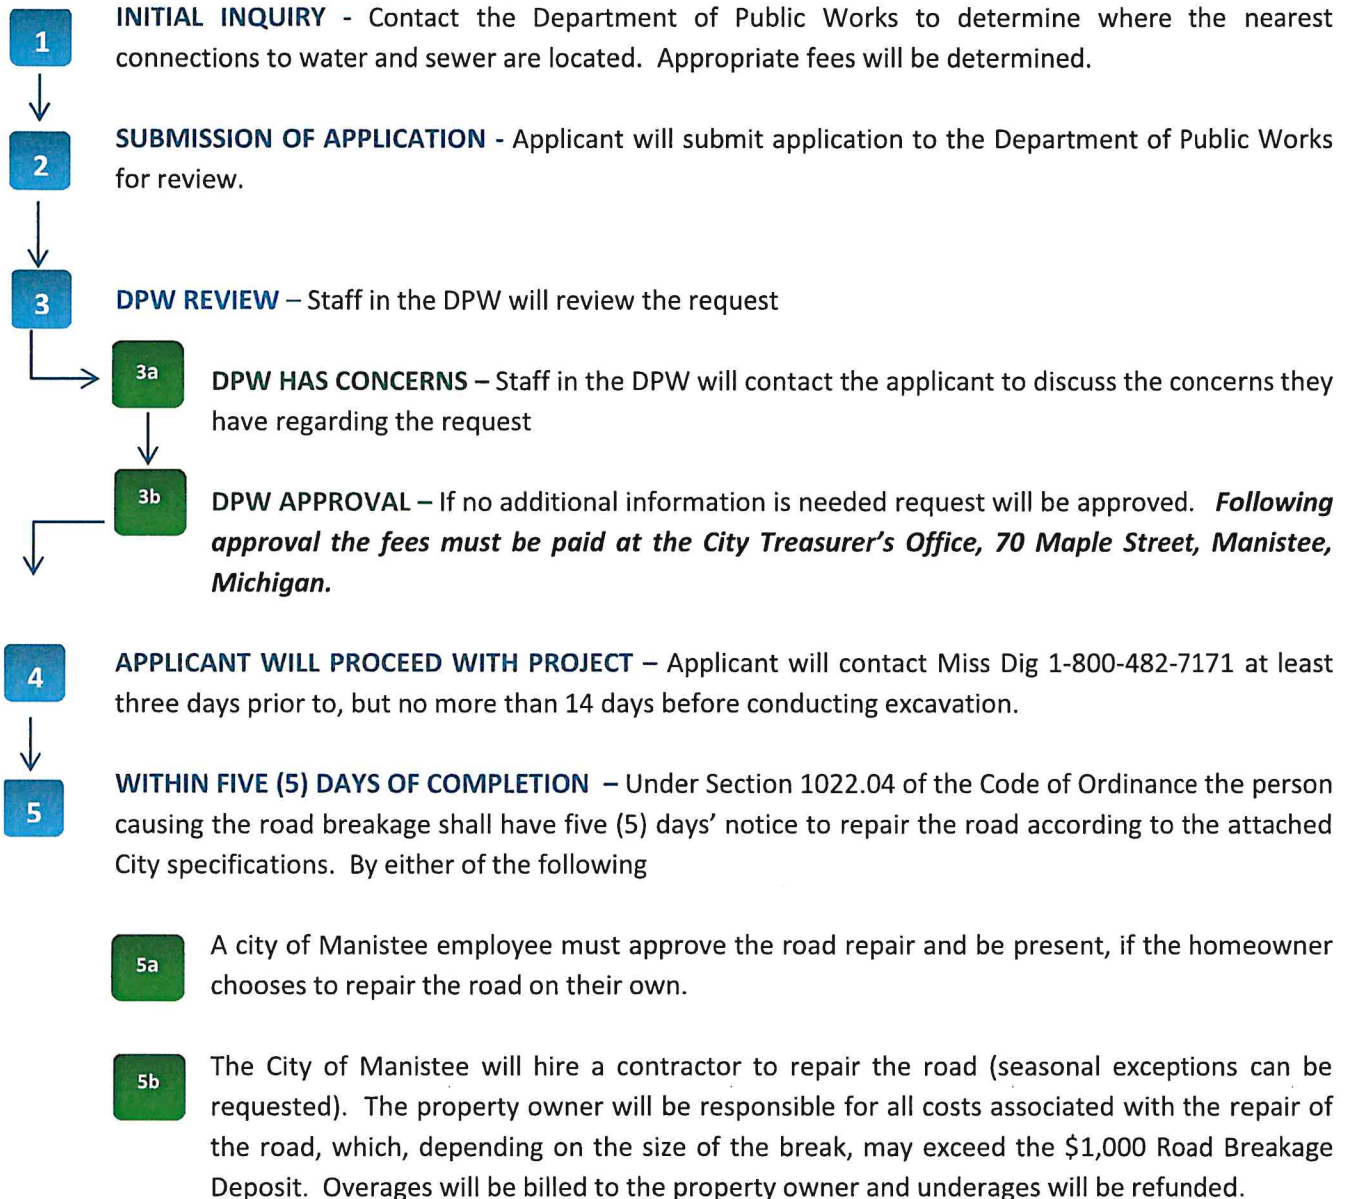 1
INITIAL INQUIRY - Contact the Department of Public Works to determine where the nearest
connections to water and sewer are located. Appropriate fees will be determined.
2
SUBMISSION OF APPLICATION - Applicant will submit application to the Department of Public Works
for review.
3
DPW REVIEW – Staff in the DPW will review the request
3a
DPW HAS CONCERNS – Staff in the DPW will contact the applicant to discuss the concerns they
have regarding the request
3b
DPW APPROVAL – If no additional information is needed request will be approved. Following
approval the fees must be paid at the City Treasurer's Office, 70 Maple Street, Manistee,
Michigan.
4
APPLICANT WILL PROCEED WITH PROJECT – Applicant will contact Miss Dig 1-800-482-7171 at least
three days prior to, but no more than 14 days before conducting excavation.
5
WITHIN FIVE (5) DAYS OF COMPLETION – Under Section 1022.04 of the Code of Ordinance the person
causing the road breakage shall have five (5) days' notice to repair the road according to the attached
City specifications. By either of the following
5a
A city of Manistee employee must approve the road repair and be present, if the homeowner
chooses to repair the road on their own.
5b
The City of Manistee will hire a contractor to repair the road (seasonal exceptions can be
requested). The property owner will be responsible for all costs associated with the repair of
the road, which, depending on the size of the break, may exceed the $1,000 Road Breakage
Deposit. Overages will be billed to the property owner and underages will be refunded.